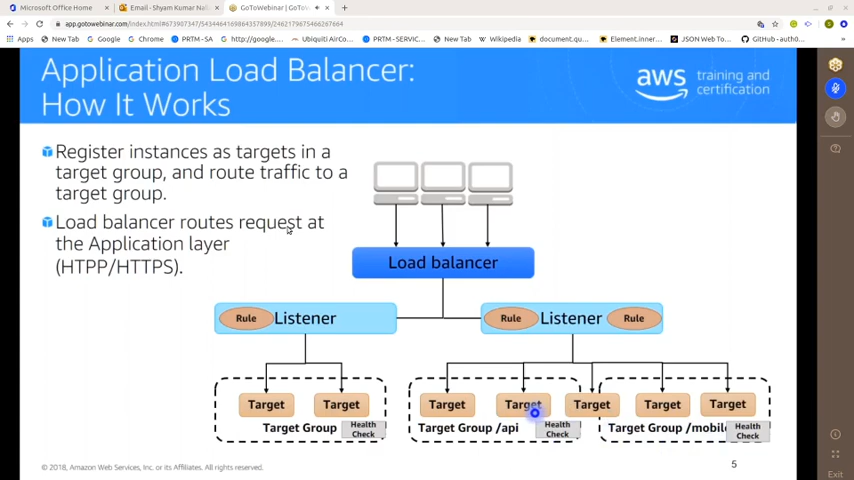 Microsoft Office Home
GoToWebinar | GoTo
app.gotowebinar.com/index.html#673907347/5434464169864357899/2462179675466267664
Apps
New Tab
Google
Chrome
PRTM-SA
http://google....
Ubiquiti AirCo...
PRTM-SERVIC...
New Tab
Wikipedia
document.qu...
Element.inner...
JSON Web To...
GitHub - auth0...
Application Load Balancer:
How It Works
aws
training and
certification
Register instances as targets in a
target group, and route traffic to a
target group.
Load balancer routes request at
the Application layer
(HTPP/HTTPS).
Load balancer
Rule Listener
Rule Listener Rule
Target Target
Target Target Target Target Target
Target Group
Health
Check
Target Group /api
Health
Check
Target Group /mobile
Health
Check
© 2018, Amazon Web Services, Inc. or its Affiliates. All rights reserved.
5
Exit